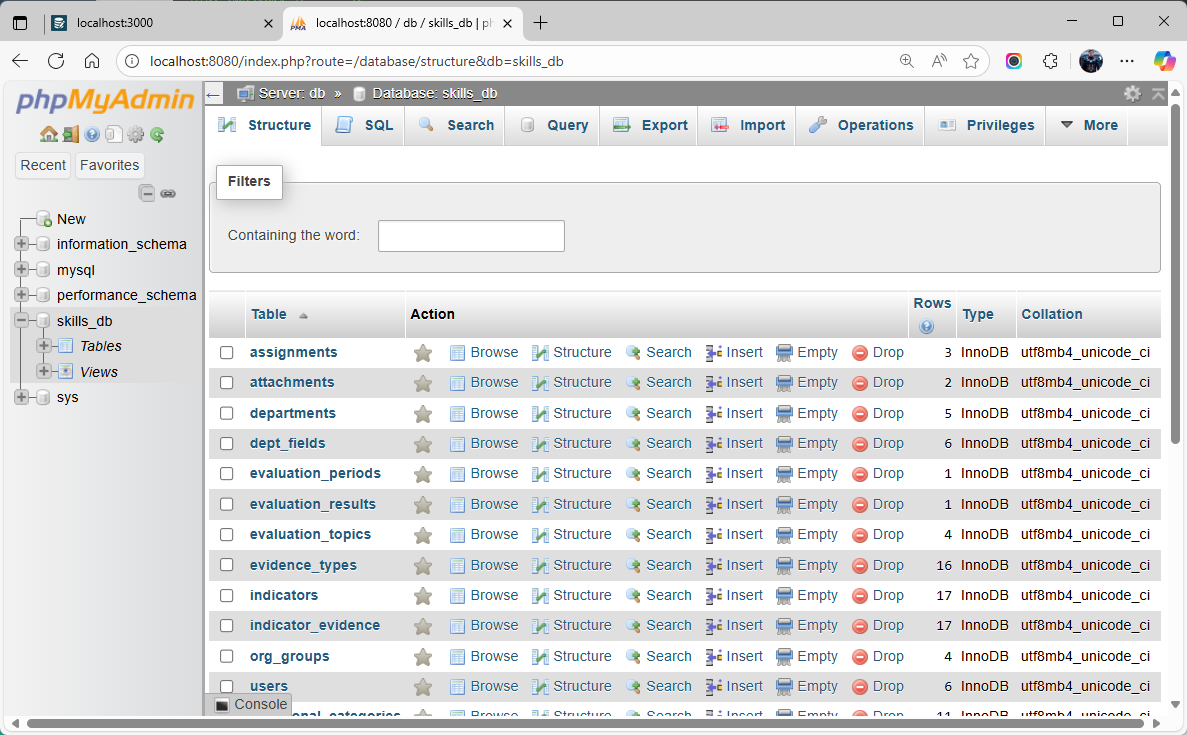 localhost:3000
localhost:8080 / db / skills_db | ph
localhost:8080/index.php?route=/database/structure&db=skills_db
phpMyAdmin
Recent Favorites
New
information_schema
mysql
performance_schema
skills_db
Tables
Views
sys
Server: db » Database: skills_db
Structure SQL Search Query Export Import Operations Privileges More
Filters
Containing the word:
Table Action Rows Type Collation
assignments Browse Structure Search Insert Empty Drop 3 InnoDB utf8mb4_unicode_ci
attachments Browse Structure Search Insert Empty Drop 2 InnoDB utf8mb4_unicode_ci
departments Browse Structure Search Insert Empty Drop 5 InnoDB utf8mb4_unicode_ci
dept_fields Browse Structure Search Insert Empty Drop 6 InnoDB utf8mb4_unicode_ci
evaluation_periods Browse Structure Search Insert Empty Drop 1 InnoDB utf8mb4_unicode_ci
evaluation_results Browse Structure Search Insert Empty Drop 1 InnoDB utf8mb4_unicode_ci
evaluation_topics Browse Structure Search Insert Empty Drop 4 InnoDB utf8mb4_unicode_ci
evidence_types Browse Structure Search Insert Empty Drop 16 InnoDB utf8mb4_unicode_ci
indicators Browse Structure Search Insert Empty Drop 17 InnoDB utf8mb4_unicode_ci
indicator_evidence Browse Structure Search Insert Empty Drop 17 InnoDB utf8mb4_unicode_ci
org_groups Browse Structure Search Insert Empty Drop 4 InnoDB utf8mb4_unicode_ci
users Browse Structure Search Insert Empty Drop 6 InnoDB utf8mb4_unicode_ci
Console
Browse Structure Search Insert Empty Drop 11 InnoDB utf8mb4_unicode_ci